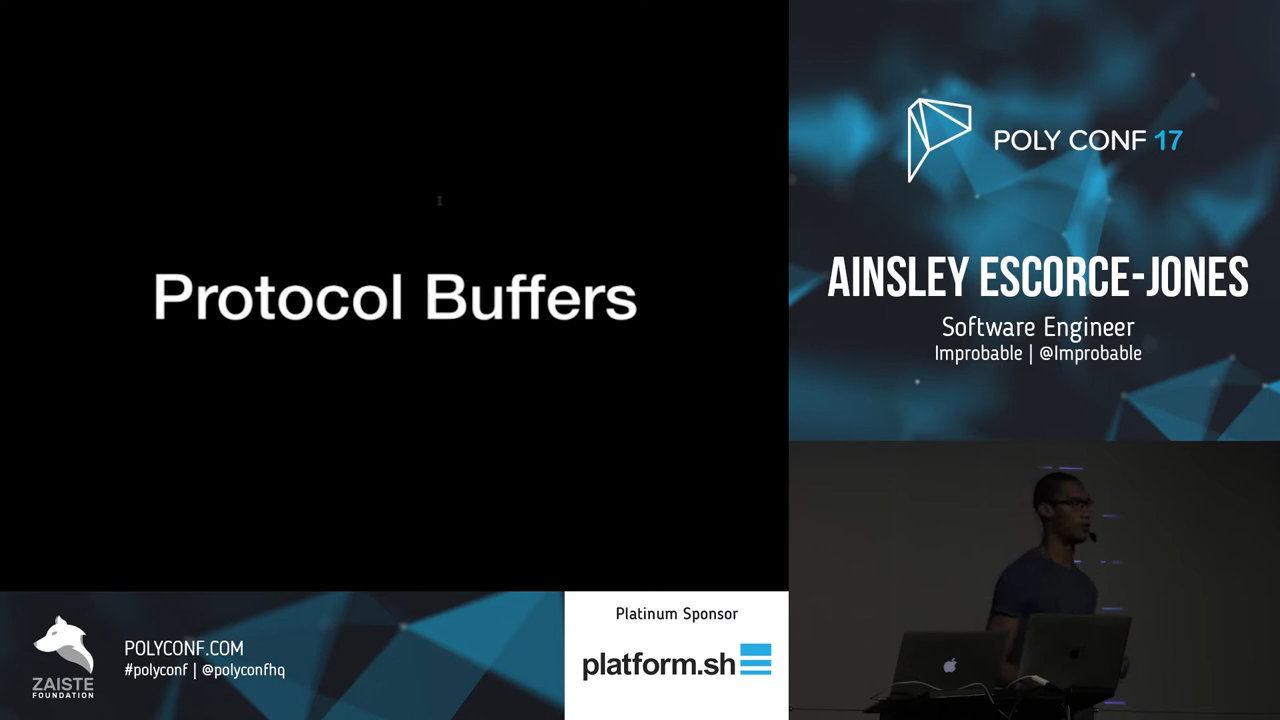 Protocol Buffers
POLY CONF 17
AINSLEY ESCORCE-JONES
Software Engineer
Improbable | @Improbable
ZAISTE
FOUNDATION
POLYCONF.COM
#polyconf | @polyconfhq
Platinum Sponsor
platform.sh